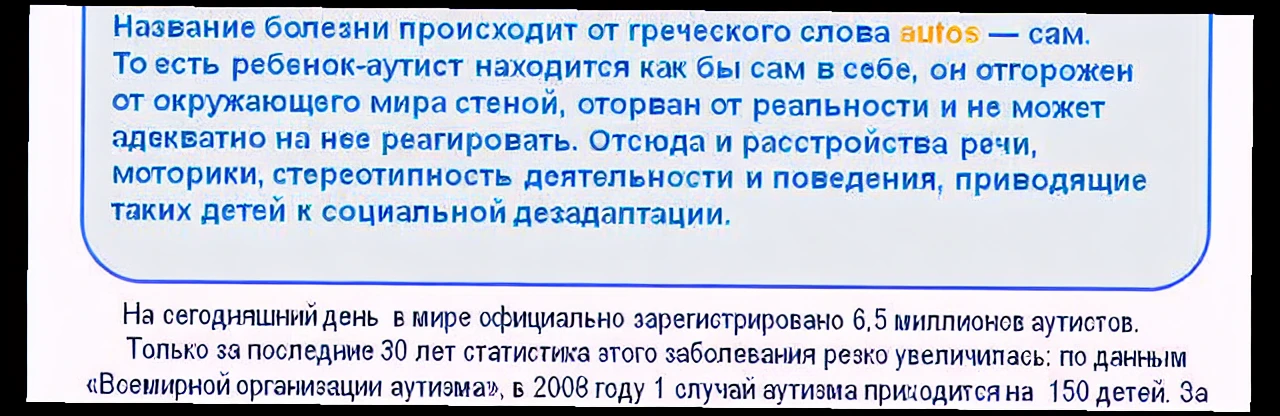 Название болезни происходит от греческого слова autos — сам.
То есть ребенок-аутист находится как бы сам в себе, он отгорожен
от окружающего мира стеной, оторван от реальности и не может
адекватно на нее реагировать. Отсюда и расстройства речи,
моторики, стереотипность деятельности и поведения, приводящие
таких детей к социальной дезадаптации.
На сегодняшний день в мире официально зарегистрировано 6,5 миллионов аутистов.
Только за последние 30 лет статистика этого заболевания резко увеличилась: по данным
«Всемирной организации аутизма», в 2008 году 1 случай аутизма приходится на 150 детей. За